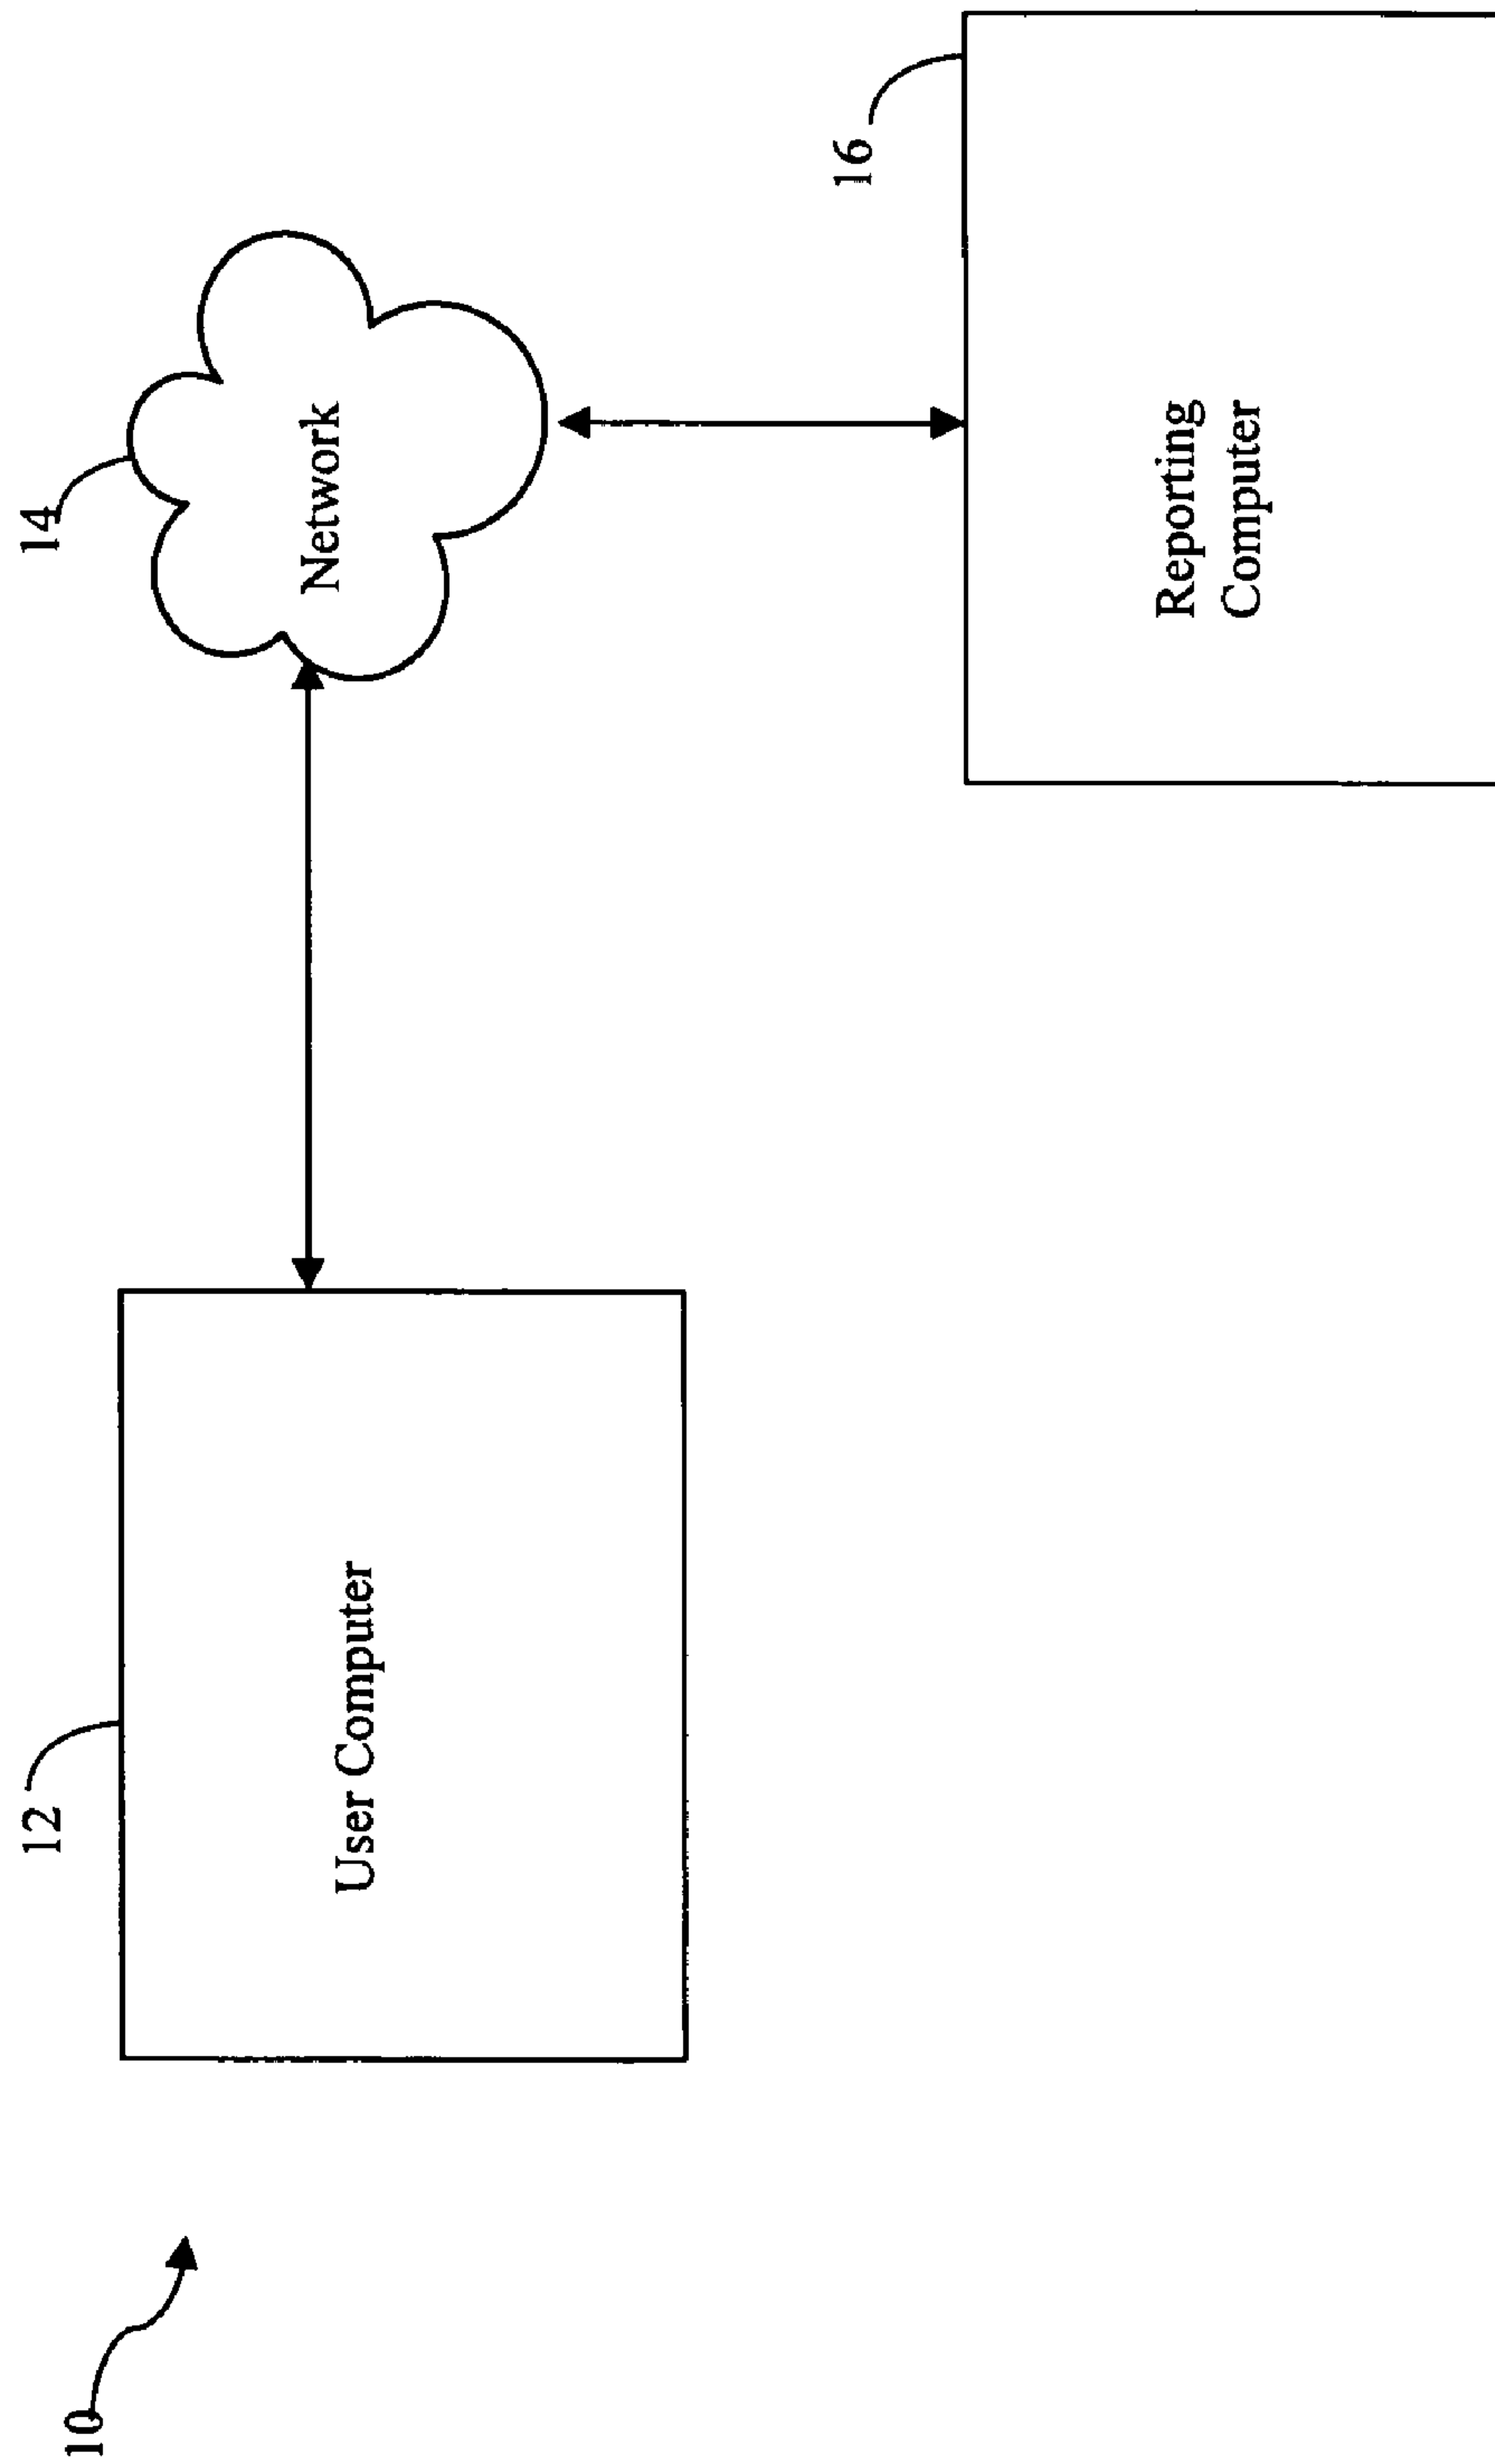 10
12
User Computer
14
Network
16
Reporting
Computer